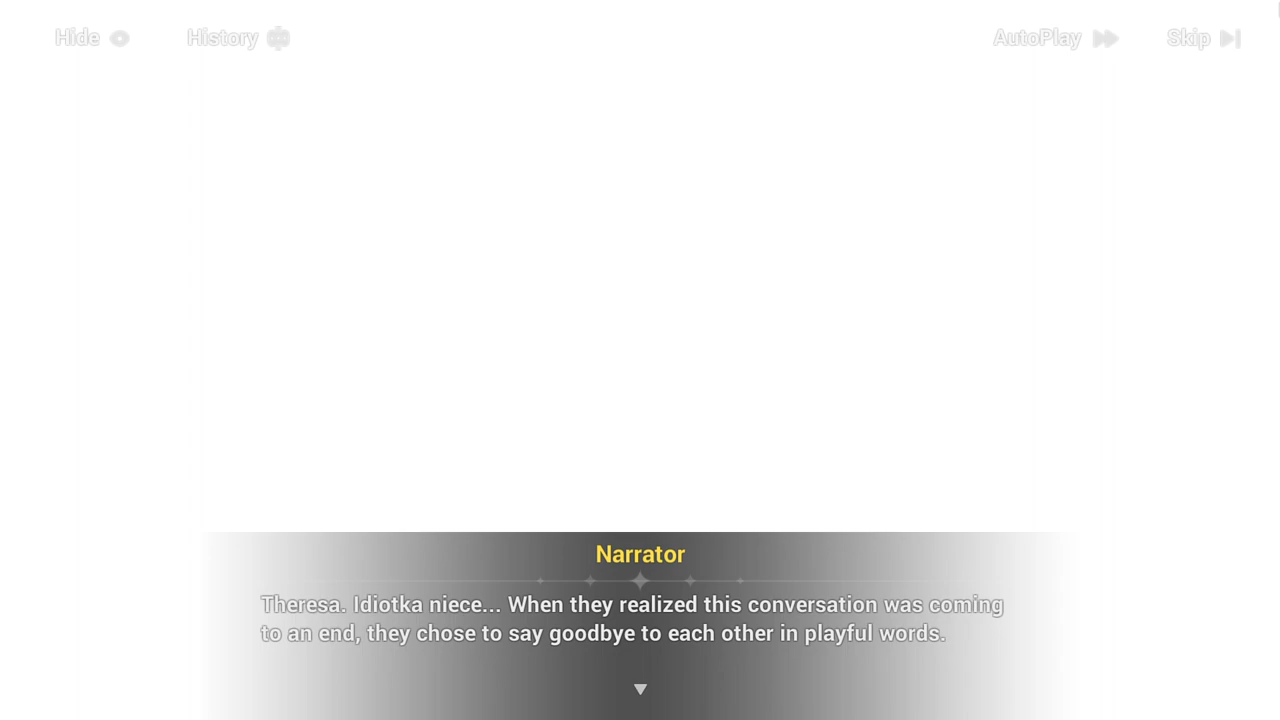 Hide
History
AutoPlay
Skip
Narrator
Theresa. Idiotka niece... When they realized this conversation was coming
to an end, they chose to say goodbye to each other in playful words.